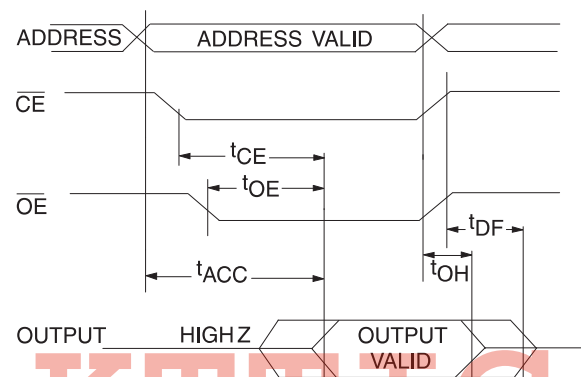 ADDRESS ADDRESS VALID
CE
tCE
tOE
OE
tDF
tACC
tOH
OUTPUT HIGH Z OUTPUT
VALID